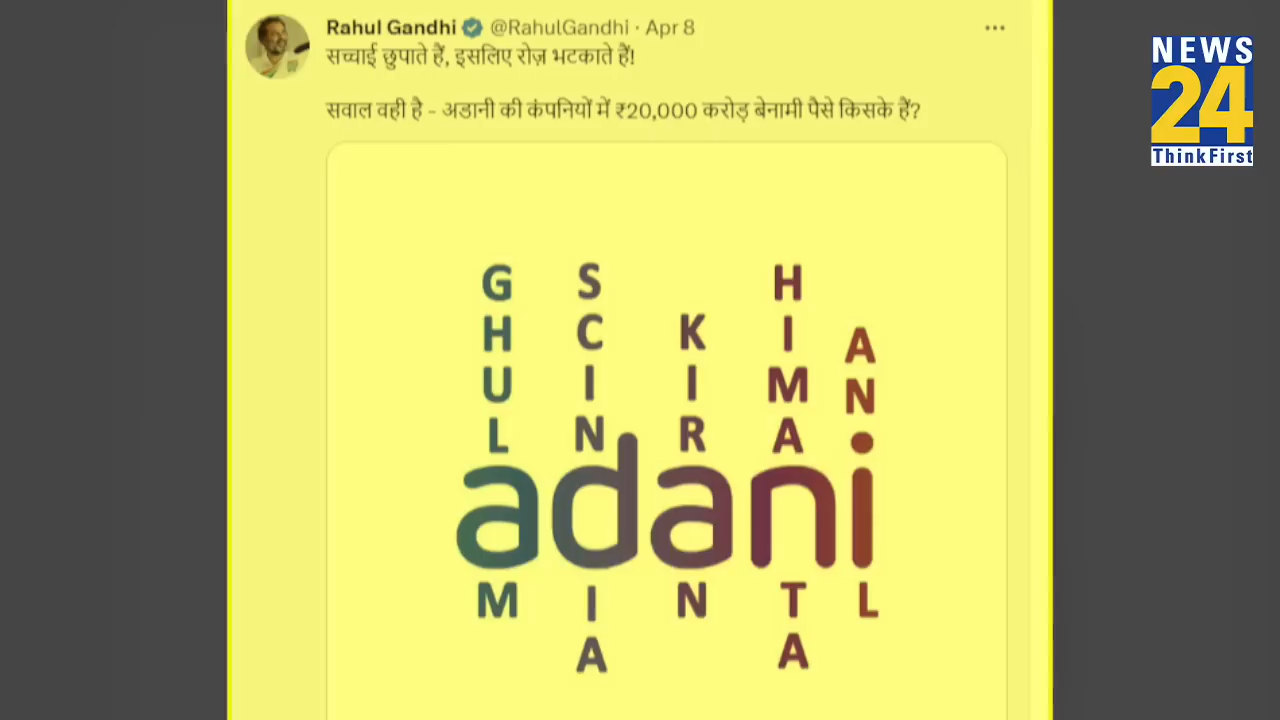 Rahul Gandhi @RahulGandhi · Apr 8
सच्चाई छुपाते हैं, इसलिए रोज़ भटकाते हैं!
सवाल वही है - अडानी की कंपनियों में ₹20,000 करोड़ बेनामी पैसे किसके हैं?
NEWS
24
ThinkFirst
G S H
H C K I A
U I I M N
L N R A
adani
M I N T L
A A